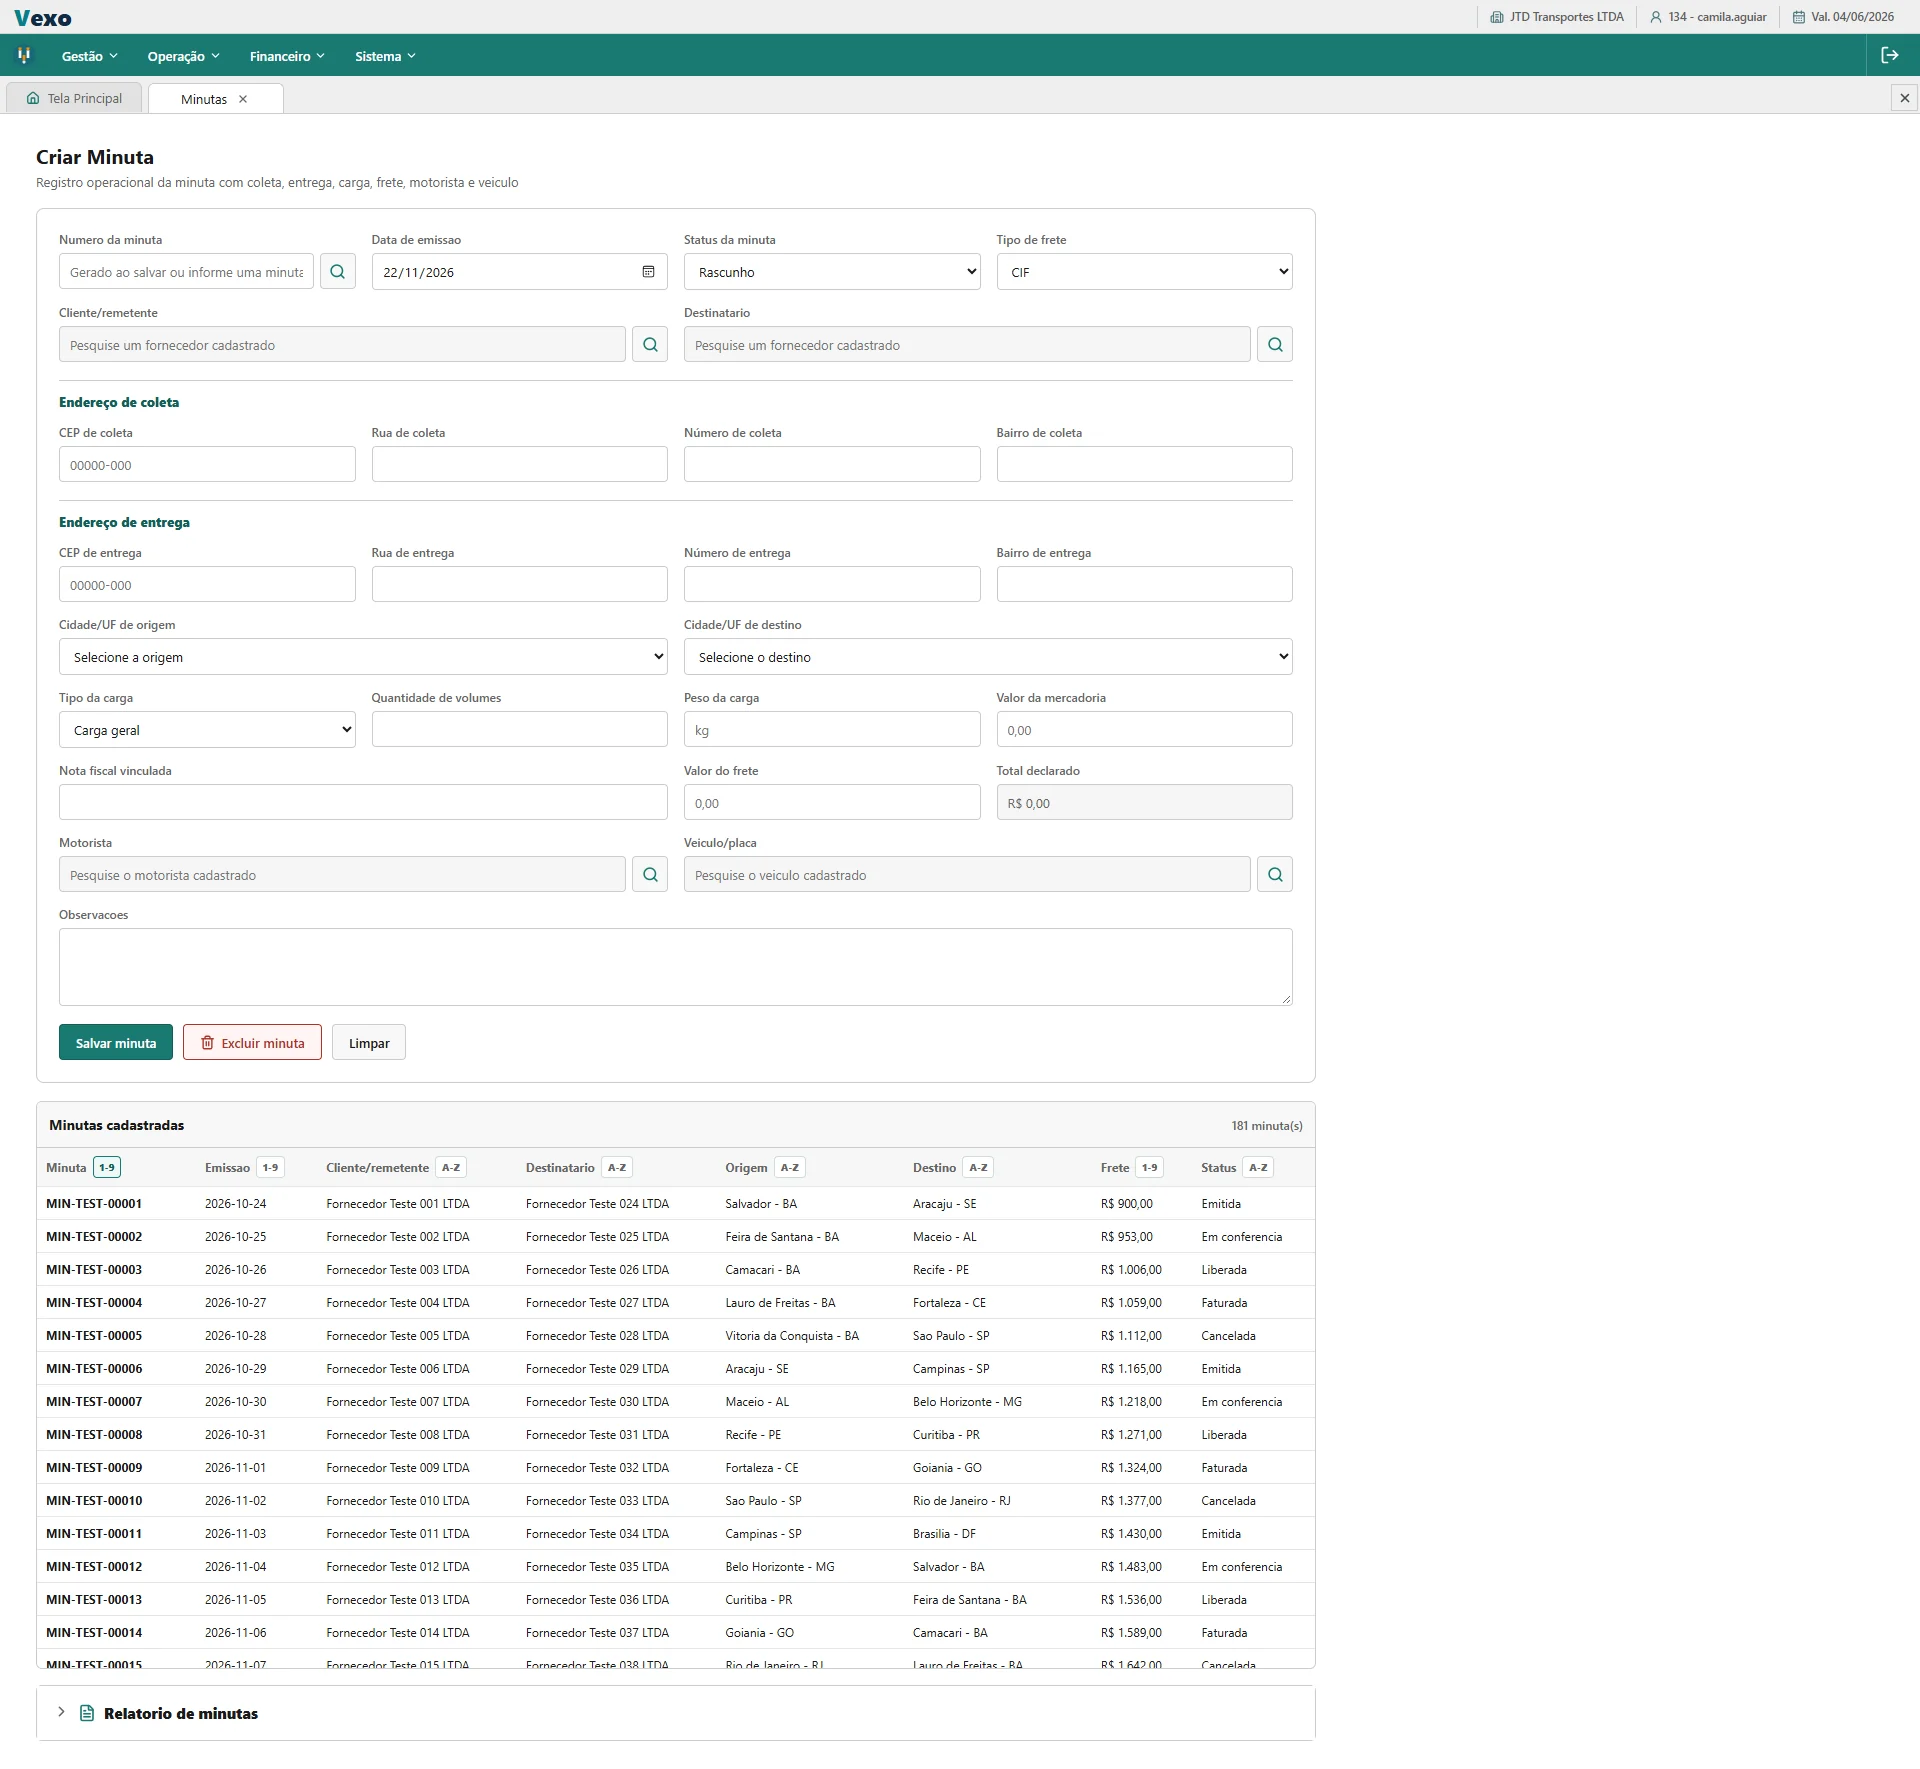 Vexo
JTD Transportes LTDA
134 - camila.aguiar
Val. 04/06/2026
Gestão Operação Financeiro Sistema
Tela Principal
Minutas
Criar Minuta
Registro operacional da minuta com coleta, entrega, carga, frete, motorista e veiculo
Numero da minuta Data de emissao Status da minuta Tipo de frete
Gerado ao salvar ou informe uma minuta 22/11/2026 Rascunho CIF
Cliente/remetente Destinatario
Pesquise um fornecedor cadastrado Pesquise um fornecedor cadastrado
Endereço de coleta
CEP de coleta Rua de coleta Número de coleta Bairro de coleta
00000-000
Endereço de entrega
CEP de entrega Rua de entrega Número de entrega Bairro de entrega
00000-000
Cidade/UF de origem Cidade/UF de destino
Selecione a origem Selecione o destino
Tipo da carga Quantidade de volumes Peso da carga Valor da mercadoria
Carga geral kg 0,00
Nota fiscal vinculada Valor do frete Total declarado
0,00 R$ 0,00
Motorista Veiculo/placa
Pesquise o motorista cadastrado Pesquise o veiculo cadastrado
Observacoes
Salvar minuta Excluir minuta Limpar
Minutas cadastradas 181 minuta(s)
Minuta 1-9 Emissao 1-9 Cliente/remetente A-Z Destinatario A-Z Origem A-Z Destino A-Z Frete 1-9 Status A-Z
MIN-TEST-00001 2026-10-24 Fornecedor Teste 001 LTDA Fornecedor Teste 024 LTDA Salvador - BA Aracaju - SE R$ 900,00 Emitida
MIN-TEST-00002 2026-10-25 Fornecedor Teste 002 LTDA Fornecedor Teste 025 LTDA Feira de Santana - BA Maceio - AL R$ 953,00 Em conferencia
MIN-TEST-00003 2026-10-26 Fornecedor Teste 003 LTDA Fornecedor Teste 026 LTDA Camacari - BA Recife - PE R$ 1.006,00 Liberada
MIN-TEST-00004 2026-10-27 Fornecedor Teste 004 LTDA Fornecedor Teste 027 LTDA Lauro de Freitas - BA Fortaleza - CE R$ 1.059,00 Faturada
MIN-TEST-00005 2026-10-28 Fornecedor Teste 005 LTDA Fornecedor Teste 028 LTDA Vitoria da Conquista - BA Sao Paulo - SP R$ 1.112,00 Cancelada
MIN-TEST-00006 2026-10-29 Fornecedor Teste 006 LTDA Fornecedor Teste 029 LTDA Aracaju - SE Campinas - SP R$ 1.165,00 Emitida
MIN-TEST-00007 2026-10-30 Fornecedor Teste 007 LTDA Fornecedor Teste 030 LTDA Maceio - AL Belo Horizonte - MG R$ 1.218,00 Em conferencia
MIN-TEST-00008 2026-10-31 Fornecedor Teste 008 LTDA Fornecedor Teste 031 LTDA Recife - PE Curitiba - PR R$ 1.271,00 Liberada
MIN-TEST-00009 2026-11-01 Fornecedor Teste 009 LTDA Fornecedor Teste 032 LTDA Fortaleza - CE Goiania - GO R$ 1.324,00 Faturada
MIN-TEST-00010 2026-11-02 Fornecedor Teste 010 LTDA Fornecedor Teste 033 LTDA Sao Paulo - SP Rio de Janeiro - RJ R$ 1.377,00 Cancelada
MIN-TEST-00011 2026-11-03 Fornecedor Teste 011 LTDA Fornecedor Teste 034 LTDA Campinas - SP Brasilia - DF R$ 1.430,00 Emitida
MIN-TEST-00012 2026-11-04 Fornecedor Teste 012 LTDA Fornecedor Teste 035 LTDA Belo Horizonte - MG Salvador - BA R$ 1.483,00 Em conferencia
MIN-TEST-00013 2026-11-05 Fornecedor Teste 013 LTDA Fornecedor Teste 036 LTDA Curitiba - PR Feira de Santana - BA R$ 1.536,00 Liberada
MIN-TEST-00014 2026-11-06 Fornecedor Teste 014 LTDA Fornecedor Teste 037 LTDA Goiania - GO Camacari - BA R$ 1.589,00 Faturada
MIN-TEST-00015 2026-11-07 Fornecedor Teste 015 LTDA Fornecedor Teste 038 LTDA Rio de Janeiro - RJ Lauro de Freitas - BA R$ 1.642,00 Cancelada
Relatorio de minutas